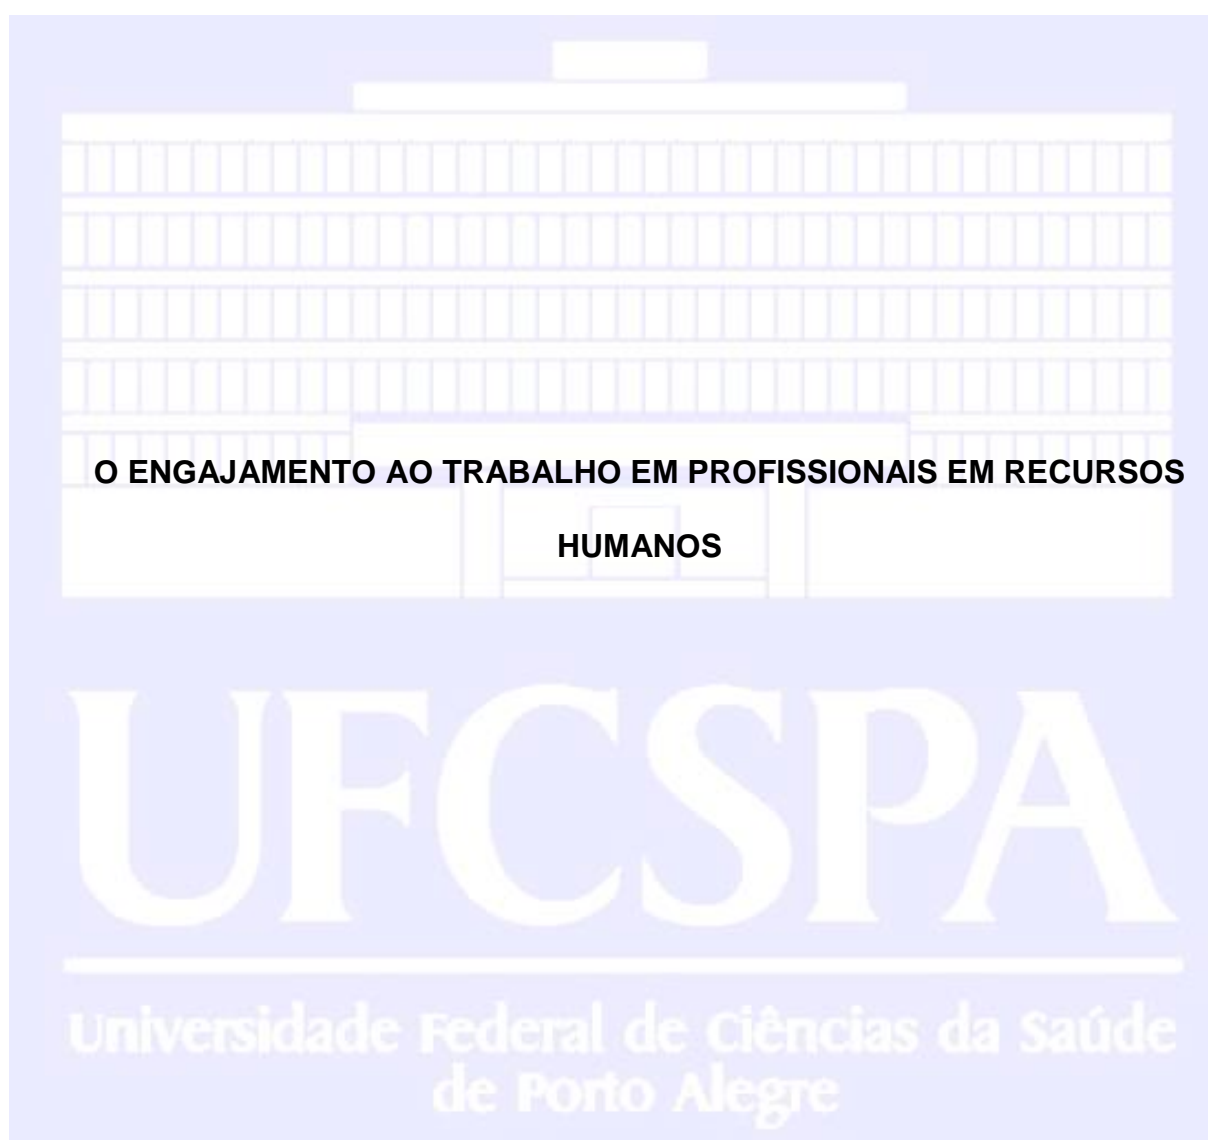 O ENGAJAMENTO AO TRABALHO EM PROFISSIONAIS EM RECURSOS
HUMANOS
UFCSPA
Universidade Federal de Ciências da Saúde
de Porto Alegre